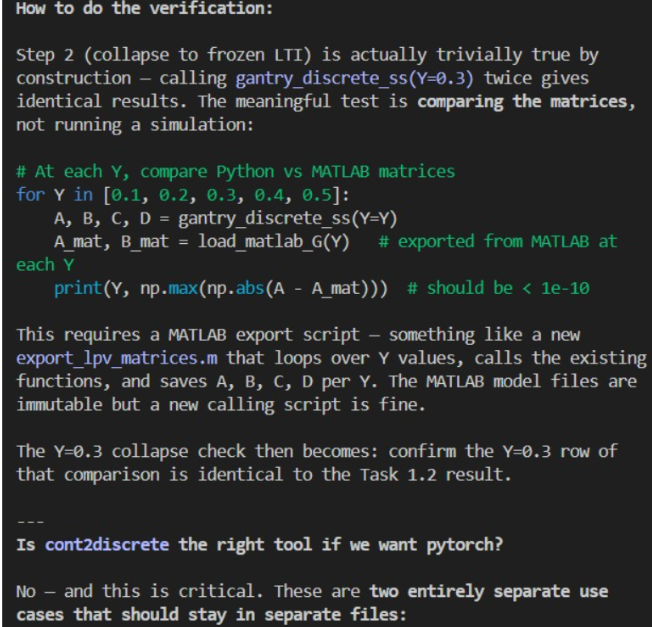 How to do the verification:
Step 2 (collapse to frozen LTI) is actually trivially true by
construction — calling gantry_discrete_ss(Y=0.3) twice gives
identical results. The meaningful test is comparing the matrices,
not running a simulation:
# At each Y, compare Python vs MATLAB matrices
for Y in [0.1, 0.2, 0.3, 0.4, 0.5]:
    A, B, C, D = gantry_discrete_ss(Y=Y)
    A_mat, B_mat = load_matlab_G(Y)   # exported from MATLAB at
each Y
    print(Y, np.max(np.abs(A - A_mat)))  # should be < 1e-10
This requires a MATLAB export script — something like a new
export_lpv_matrices.m that loops over Y values, calls the existing
functions, and saves A, B, C, D per Y. The MATLAB model files are
immutable but a new calling script is fine.
The Y=0.3 collapse check then becomes: confirm the Y=0.3 row of
that comparison is identical to the Task 1.2 result.
---
Is cont2discrete the right tool if we want pytorch?
No — and this is critical. These are two entirely separate use
cases that should stay in separate files: